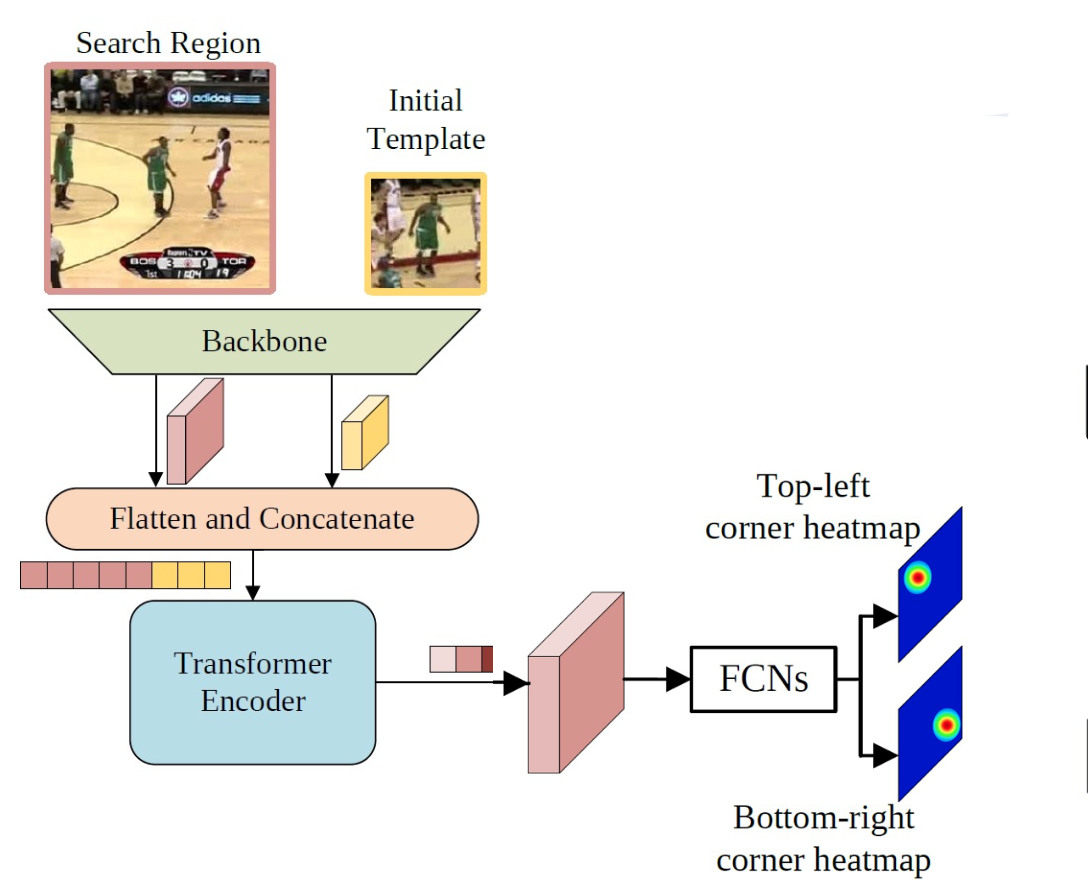 Search Region
Initial
Template
adidas
BOS 3 0 TOR
1st 11:04 19
Backbone
Flatten and Concatenate
Transformer
Encoder
FCNs
Top-left
corner heatmap
Bottom-right
corner heatmap